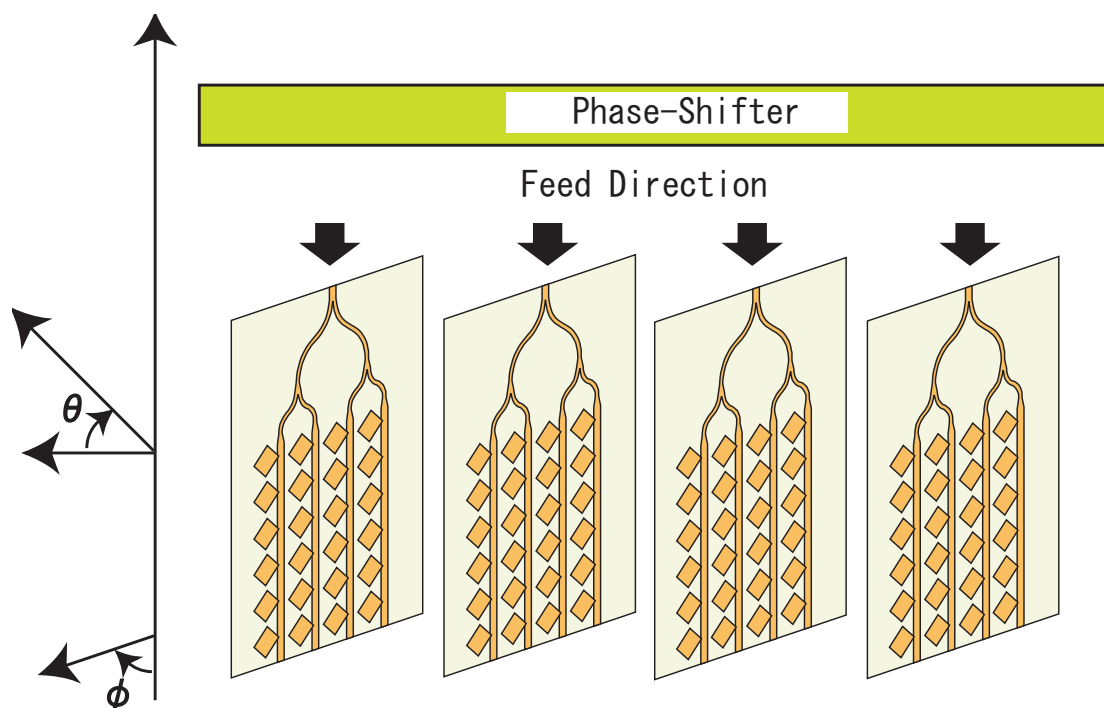 Phase-Shifter
Feed Direction
θ
ϕ